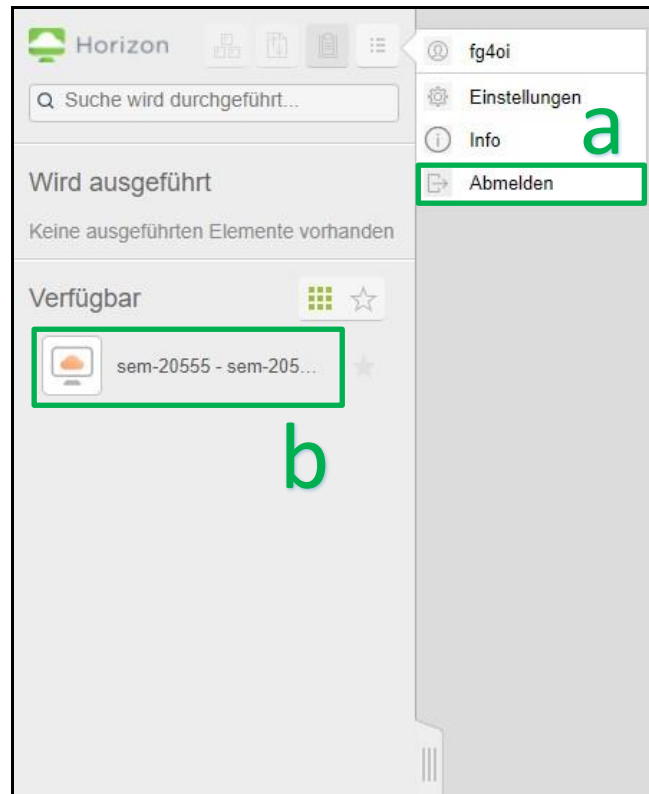 Horizon
Suche wird durchgeführt...
Wird ausgeführt
Keine ausgeführten Elemente vorhanden
Verfügbar
sem-20555 - sem-205...
b
fg4oi
Einstellungen
Info
Abmelden
a